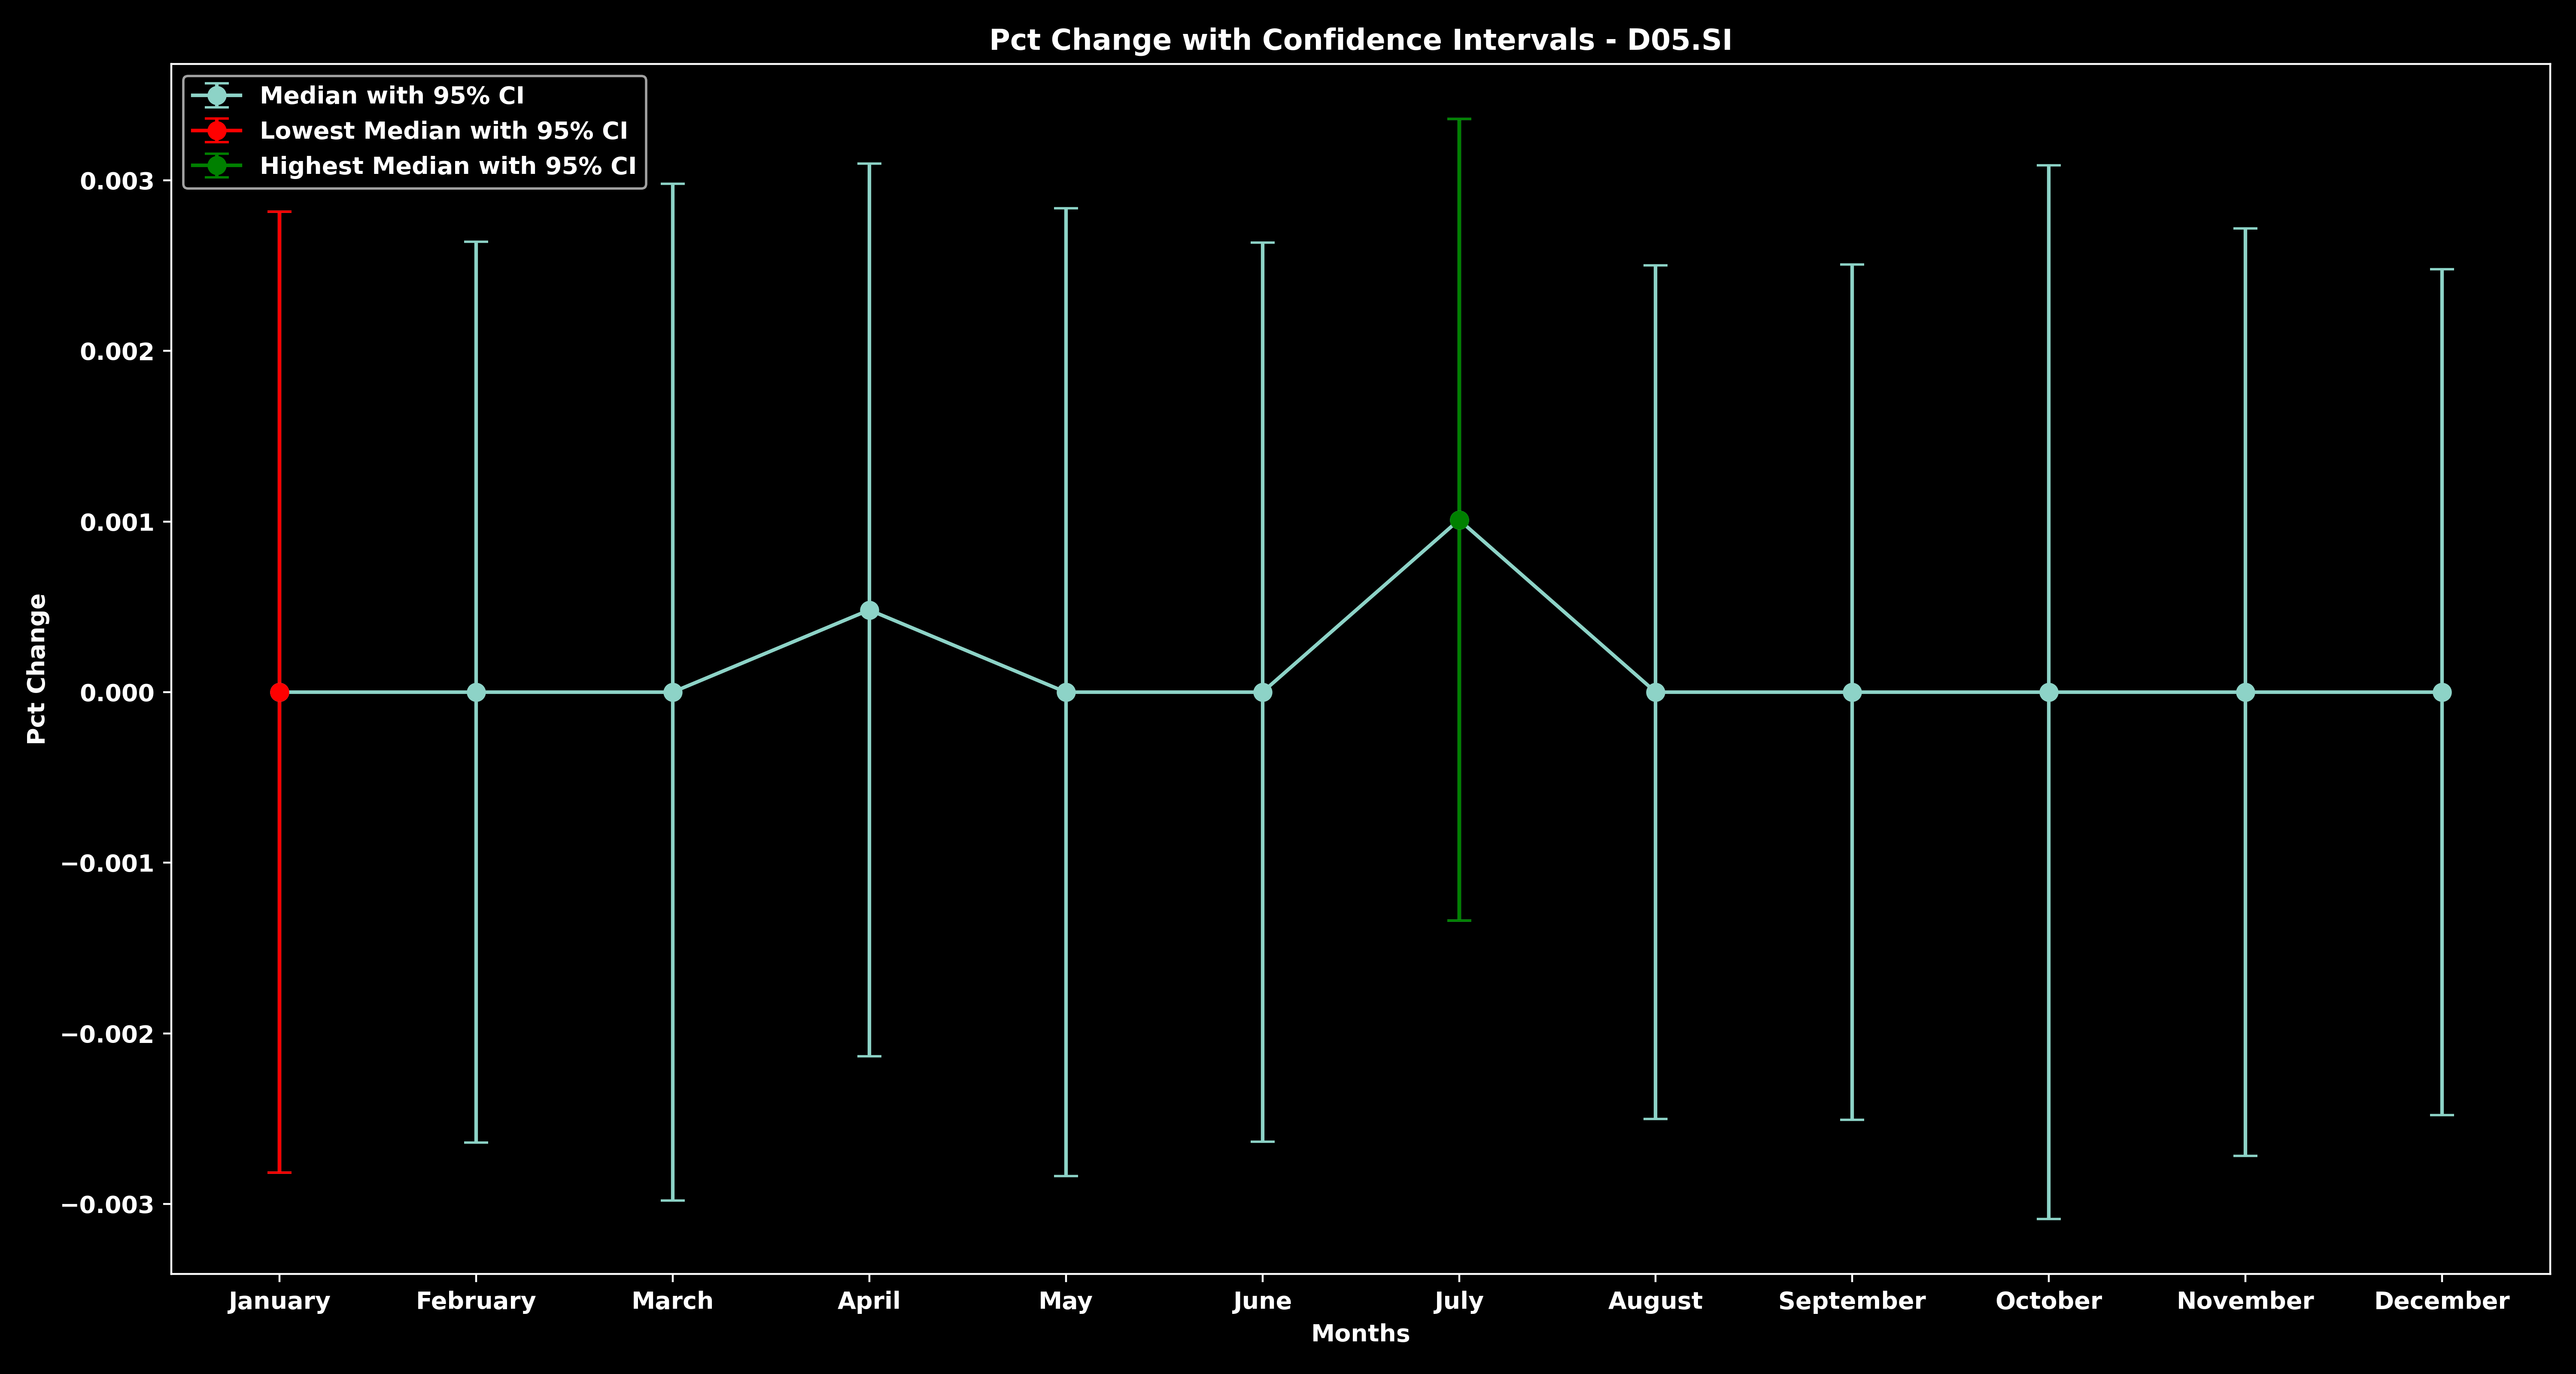 Pct Change with Confidence Intervals - D05.SI
Median with 95% CI
Lowest Median with 95% CI
Highest Median with 95% CI
0.003
0.002
0.001
0.000
−0.001
−0.002
−0.003
Pct Change
January February March April May June July August September October November December
Months